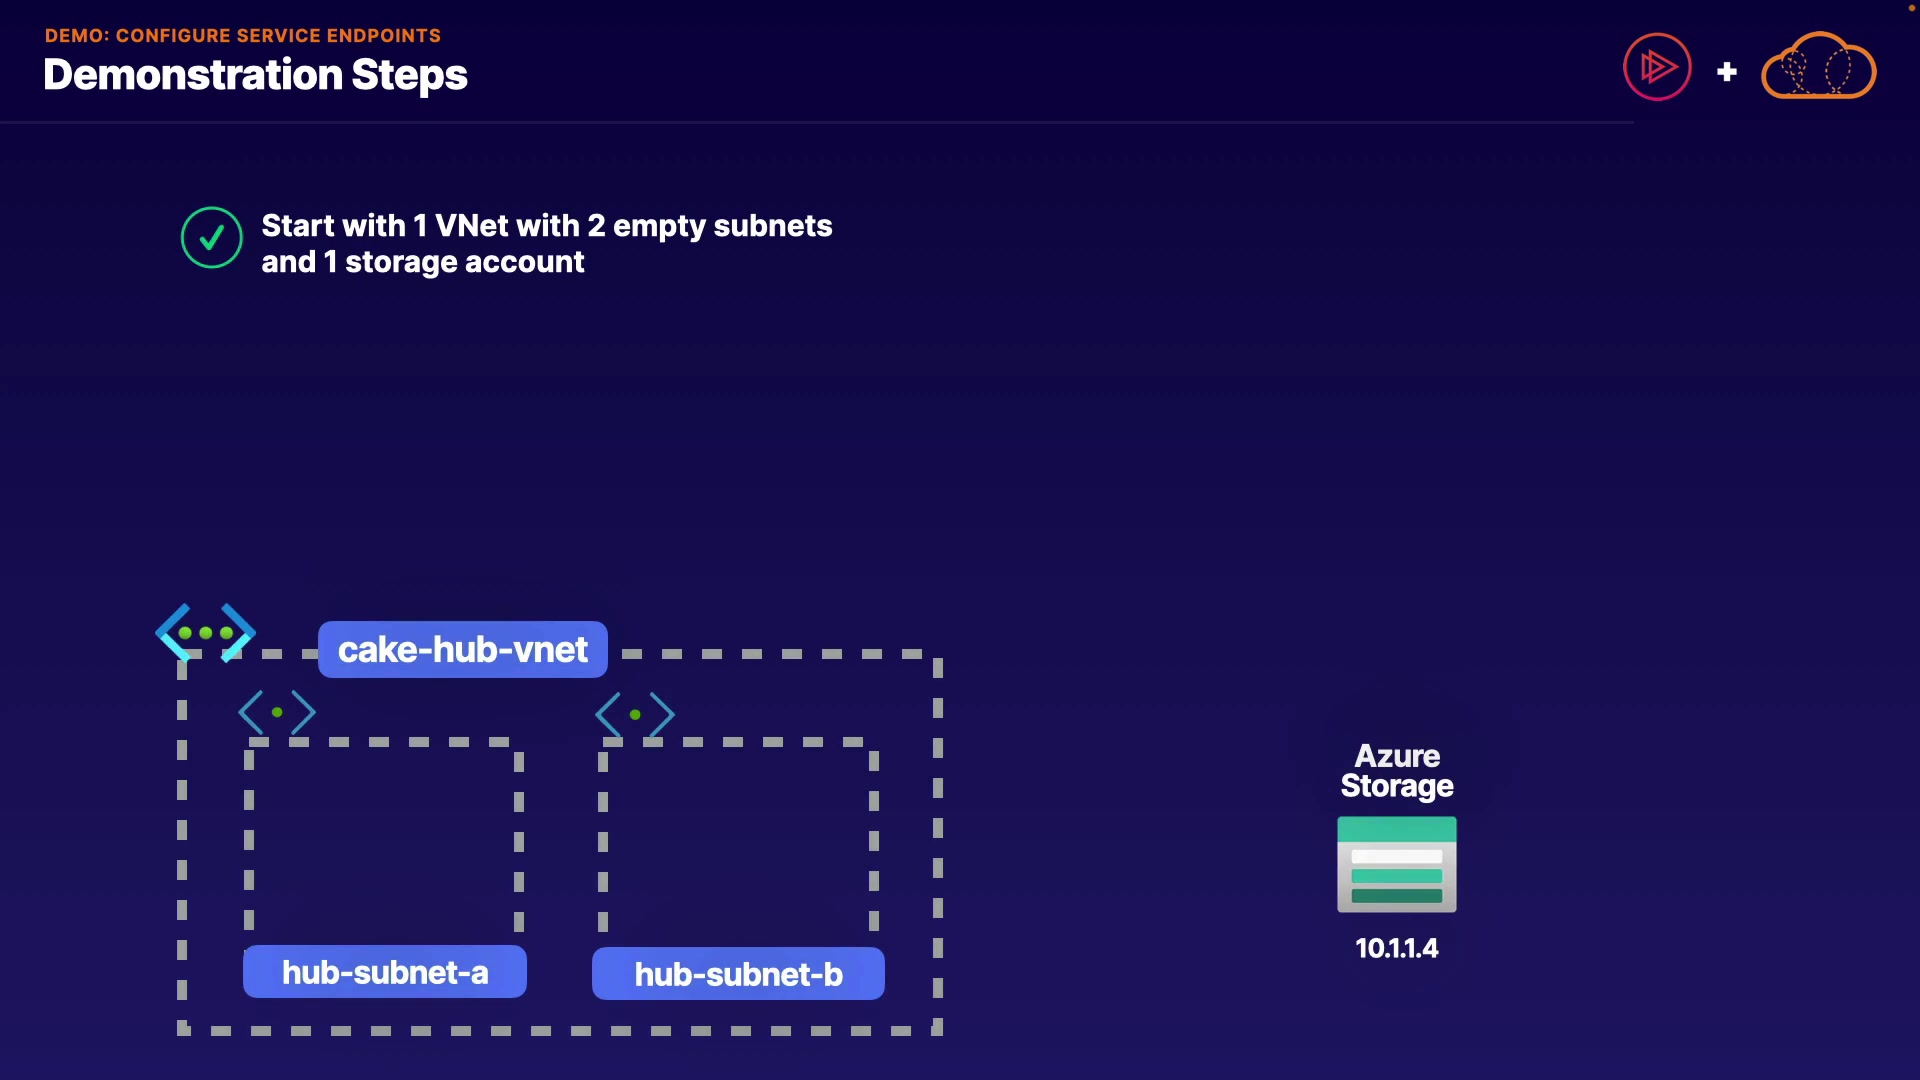 DEMO: CONFIGURE SERVICE ENDPOINTS
Demonstration Steps
Start with 1 VNet with 2 empty subnets
and 1 storage account
cake-hub-vnet
Azure
Storage
10.1.1.4
hub-subnet-a
hub-subnet-b